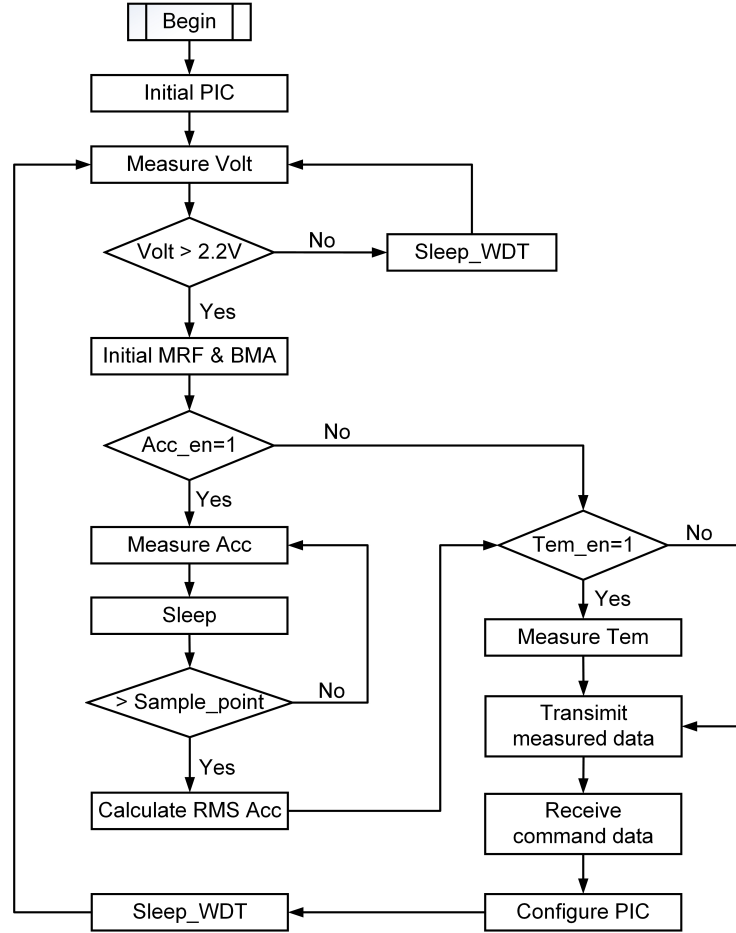 Begin
Initial PIC
Measure Volt
Volt > 2.2V
No
Sleep_WDT
Yes
Initial MRF & BMA
Acc_en=1
No
Yes
Measure Acc
Tem_en=1
No
Yes
Sleep
Measure Tem
> Sample_point
No
Transimit
measured data
Yes
Calculate RMS Acc
Receive
command data
Sleep_WDT
Configure PIC